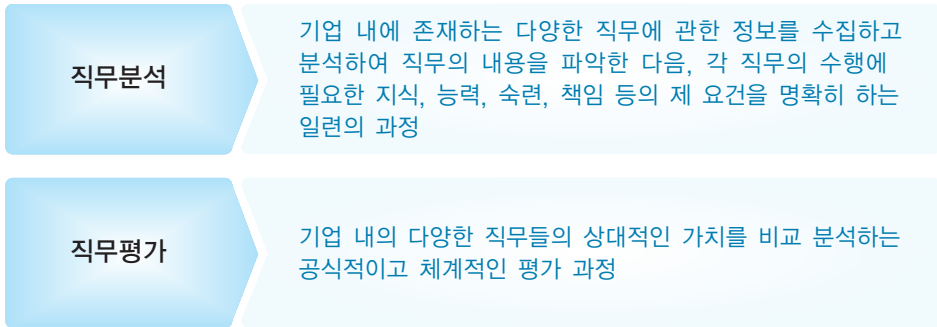 직무분석
기업 내에 존재하는 다양한 직무에 관한 정보를 수집하고
분석하여 직무의 내용을 파악한 다음, 각 직무의 수행에
필요한 지식, 능력, 숙련, 책임 등의 제 요건을 명확히 하는
일련의 과정
직무평가
기업 내의 다양한 직무들의 상대적인 가치를 비교 분석하는
공식적이고 체계적인 평가 과정